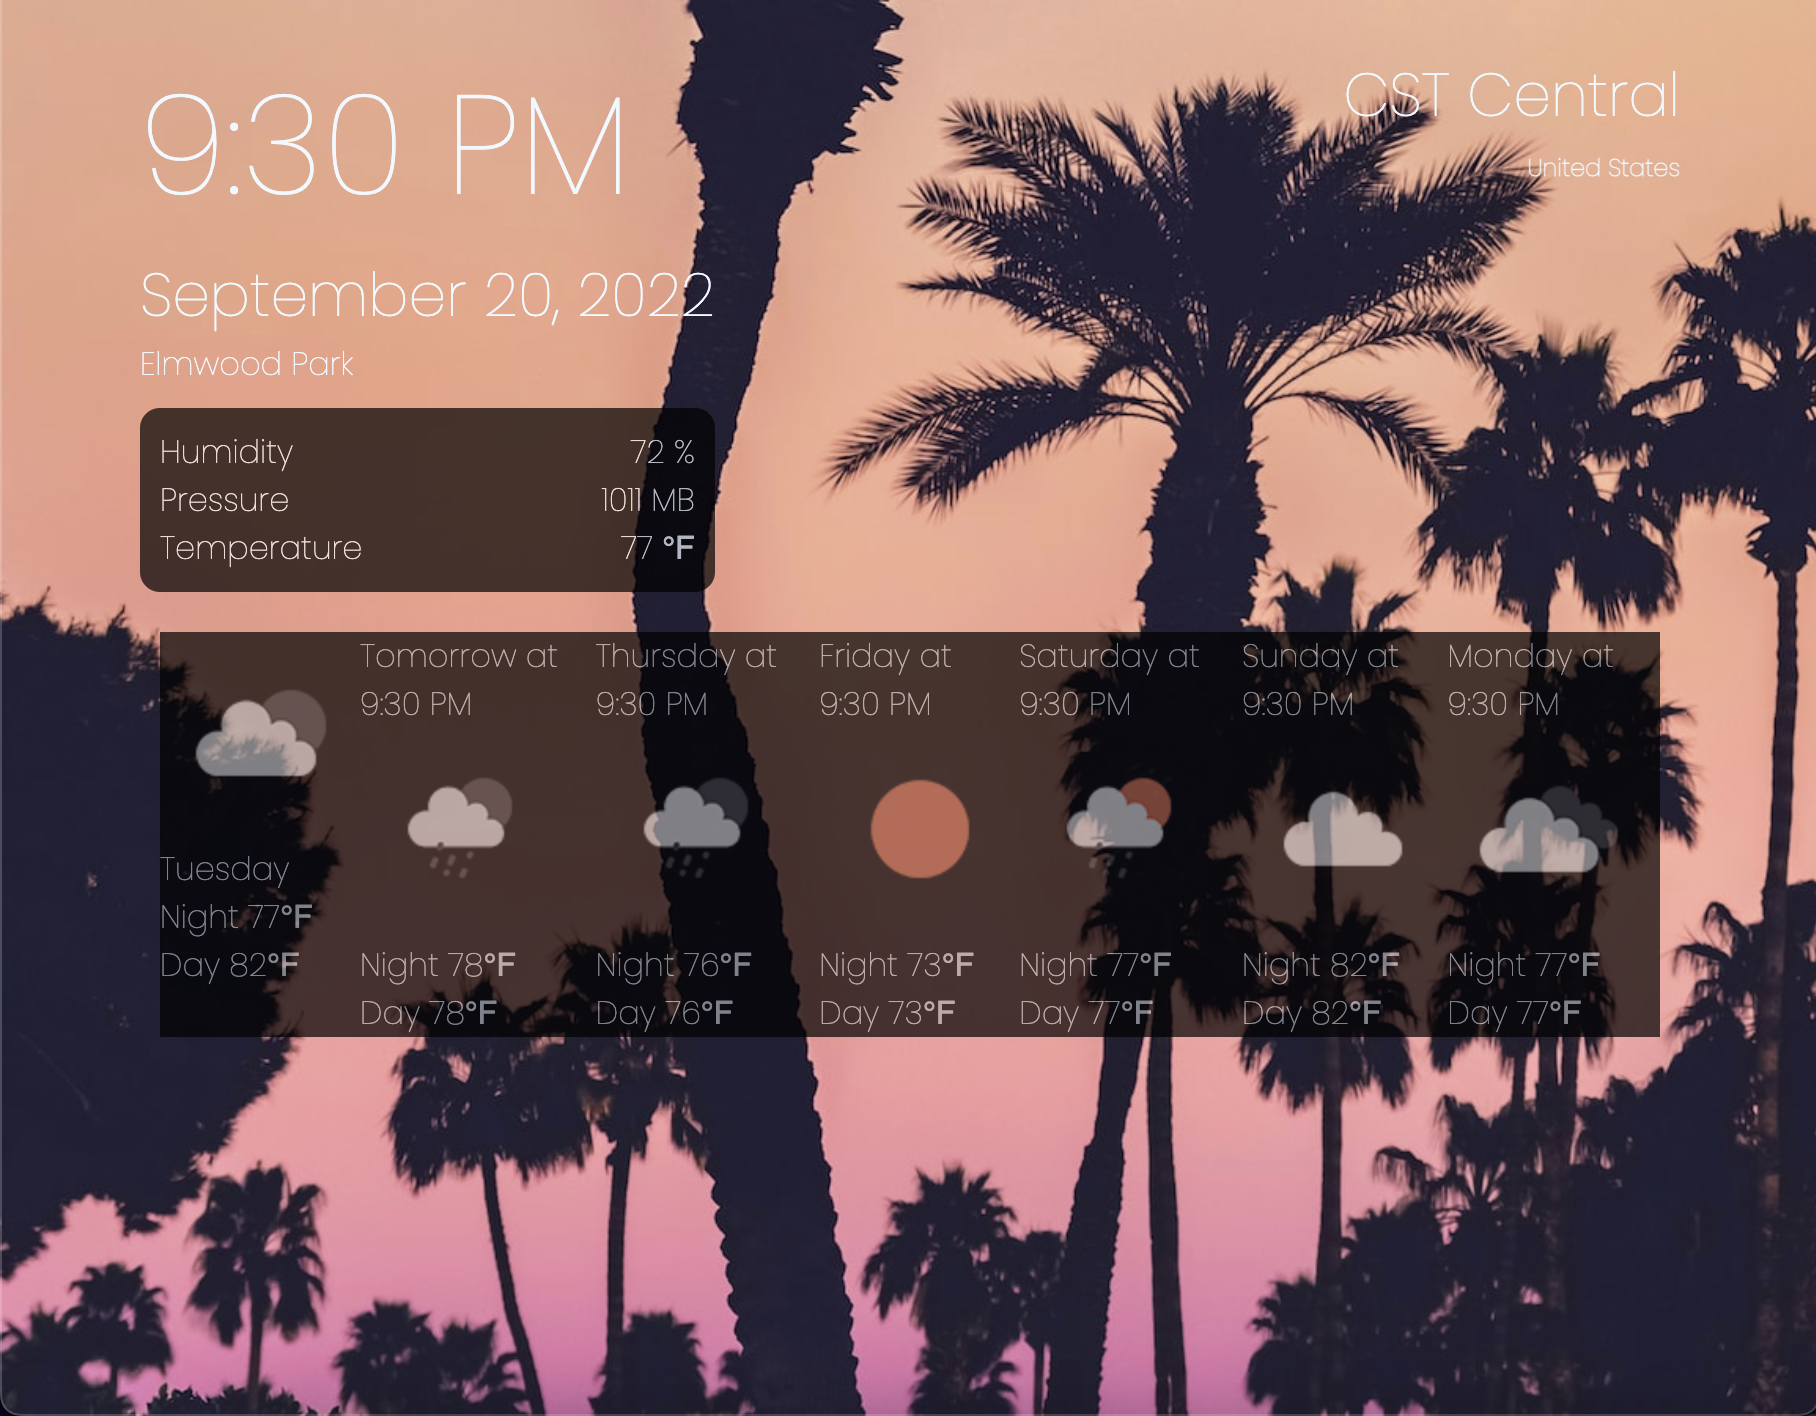 9:30 PM
CST Central
United States
September 20, 2022
Elmwood Park
Humidity 72 %
Pressure 1011 MB
Temperature 77 °F
Tuesday
Night 77°F
Day 82°F
Tomorrow at
9:30 PM
Night 78°F
Day 78°F
Thursday at
9:30 PM
Night 76°F
Day 76°F
Friday at
9:30 PM
Night 73°F
Day 73°F
Saturday at
9:30 PM
Night 77°F
Day 77°F
Sunday at
9:30 PM
Night 82°F
Day 82°F
Monday at
9:30 PM
Night 77°F
Day 77°F